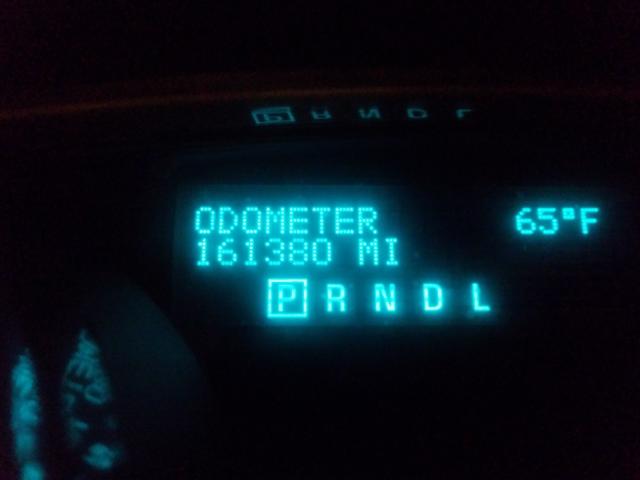 ODOMETER 65°F
161380 MI
P R N D L